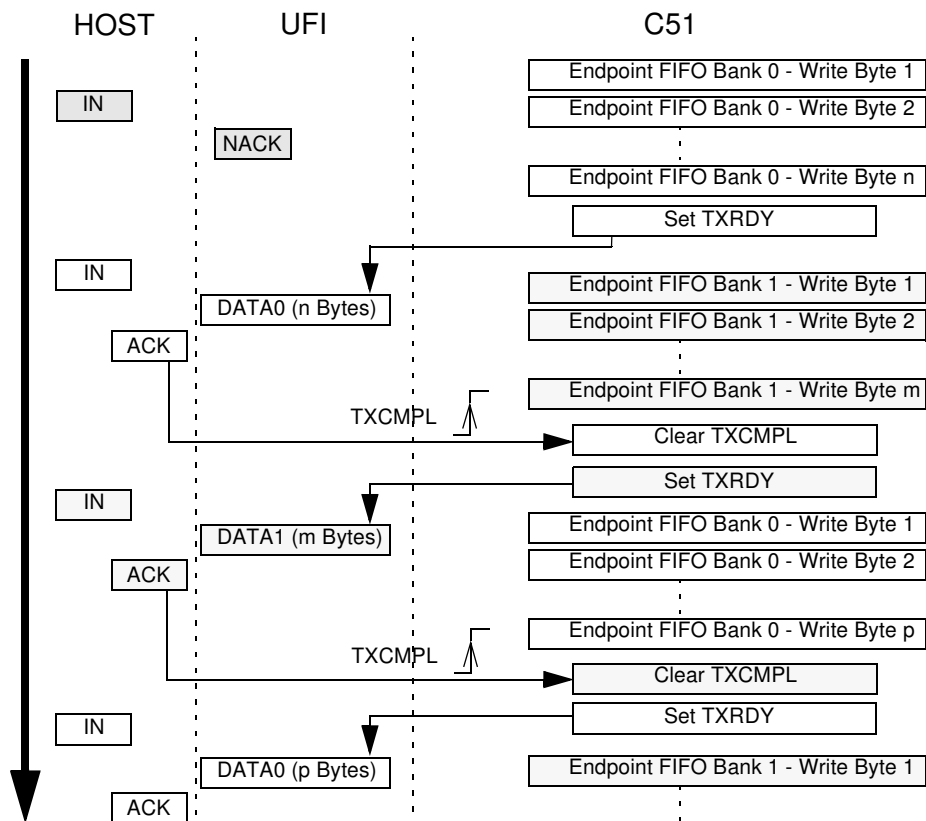 HOST UFI C51
Endpoint FIFO Bank 0 - Write Byte 1
IN
Endpoint FIFO Bank 0 - Write Byte 2
NACK
Endpoint FIFO Bank 0 - Write Byte n
Set TXRDY
IN
Endpoint FIFO Bank 1 - Write Byte 1
DATA0 (n Bytes)
Endpoint FIFO Bank 1 - Write Byte 2
ACK
Endpoint FIFO Bank 1 - Write Byte m
TXCMPL
Clear TXCMPL
Set TXRDY
IN
Endpoint FIFO Bank 0 - Write Byte 1
DATA1 (m Bytes)
Endpoint FIFO Bank 0 - Write Byte 2
ACK
Endpoint FIFO Bank 0 - Write Byte p
TXCMPL
Clear TXCMPL
Set TXRDY
IN
DATA0 (p Bytes)
Endpoint FIFO Bank 1 - Write Byte 1
ACK